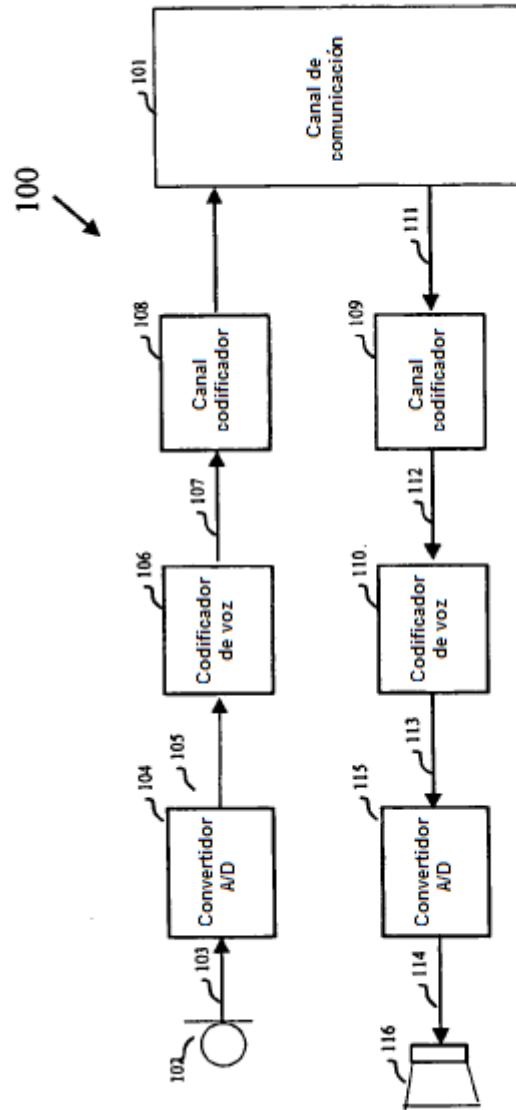 100
101
Canal de
comunicación
102
103
104
Convertidor
A/D
105
106
Codificador
de voz
107
108
Canal
codificador
111
109
Canal
codificador
112
110.
Codificador
de voz
113
115
Convertidor
A/D
114
116